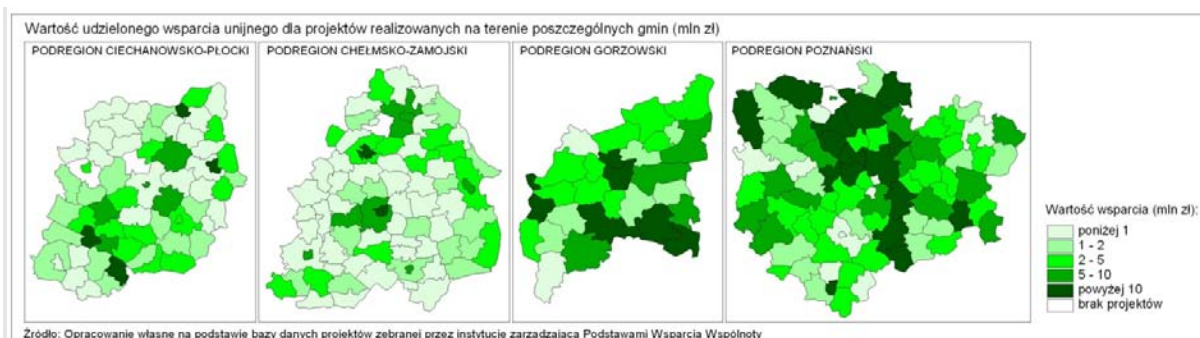 Wartość udzielonego wsparcia unijnego dla projektów realizowanych na terenie poszczególnych gmin (mln zł)
PODREGION CIECHANOWSKO-PŁOCKI
PODREGION CHEŁMSKO-ZAMOJSKI
PODREGION GORZOWSKI
PODREGION POZNAŃSKI
Wartość wsparcia (mln zł):
poniżej 1
1 - 2
2 - 5
5 - 10
powyżej 10
brak projektów
Źródło: Opracowanie własne na podstawie bazy danych projektów zebranej przez instytucję zarządzającą Podstawami Wsparcia Wspólnoty